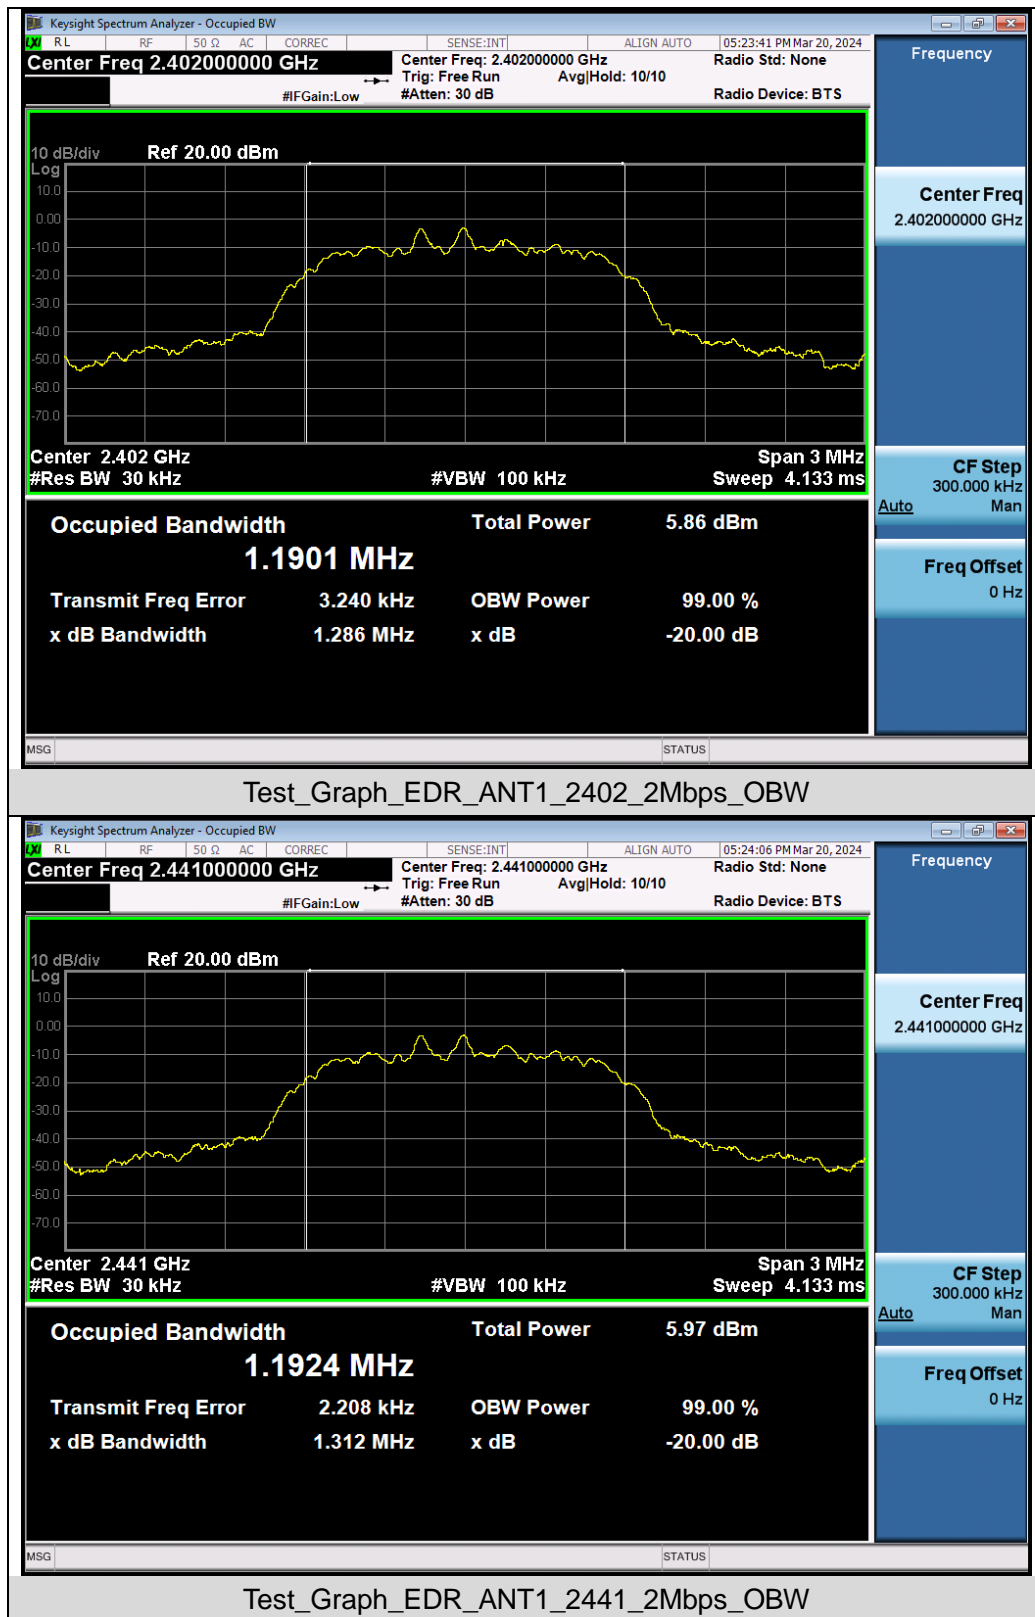 Keysight Spectrum Analyzer - Occupied BW
LXI RL RF 50 Ω AC CORREC SENSE:INT ALIGN AUTO 05:23:41 PM Mar 20, 2024
Center Freq 2.402000000 GHz
Center Freq: 2.402000000 GHz
Radio Std: None
Trig: Free Run Avg|Hold: 10/10
#IFGain:Low #Atten: 30 dB Radio Device: BTS
Frequency
10 dB/div Ref 20.00 dBm
Log
10.0
0.00
-10.0
-20.0
-30.0
-40.0
-50.0
-60.0
-70.0
Center 2.402 GHz Span 3 MHz
#Res BW 30 kHz #VBW 100 kHz Sweep 4.133 ms
Center Freq
2.402000000 GHz
CF Step
300.000 kHz
Auto Man
Freq Offset
0 Hz
Occupied Bandwidth Total Power 5.86 dBm
1.1901 MHz
Transmit Freq Error 3.240 kHz OBW Power 99.00 %
x dB Bandwidth 1.286 MHz x dB -20.00 dB
MSG STATUS
Test_Graph_EDR_ANT1_2402_2Mbps_OBW
Keysight Spectrum Analyzer - Occupied BW
LXI RL RF 50 Ω AC CORREC SENSE:INT ALIGN AUTO 05:24:06 PM Mar 20, 2024
Center Freq 2.441000000 GHz
Center Freq: 2.441000000 GHz
Radio Std: None
Trig: Free Run Avg|Hold: 10/10
#IFGain:Low #Atten: 30 dB Radio Device: BTS
Frequency
10 dB/div Ref 20.00 dBm
Log
10.0
0.00
-10.0
-20.0
-30.0
-40.0
-50.0
-60.0
-70.0
Center 2.441 GHz Span 3 MHz
#Res BW 30 kHz #VBW 100 kHz Sweep 4.133 ms
Center Freq
2.441000000 GHz
CF Step
300.000 kHz
Auto Man
Freq Offset
0 Hz
Occupied Bandwidth Total Power 5.97 dBm
1.1924 MHz
Transmit Freq Error 2.208 kHz OBW Power 99.00 %
x dB Bandwidth 1.312 MHz x dB -20.00 dB
MSG STATUS
Test_Graph_EDR_ANT1_2441_2Mbps_OBW